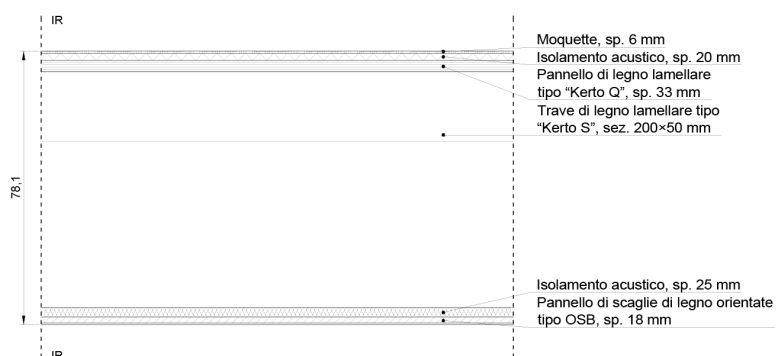 IR
Moquette, sp. 6 mm
Isolamento acustico, sp. 20 mm
Pannello di legno lamellare
tipo “Kerto Q”, sp. 33 mm
Trave di legno lamellare tipo
“Kerto S”, sez. 200×50 mm
78,1
Isolamento acustico, sp. 25 mm
Pannello di scaglie di legno orientate
tipo OSB, sp. 18 mm
IR